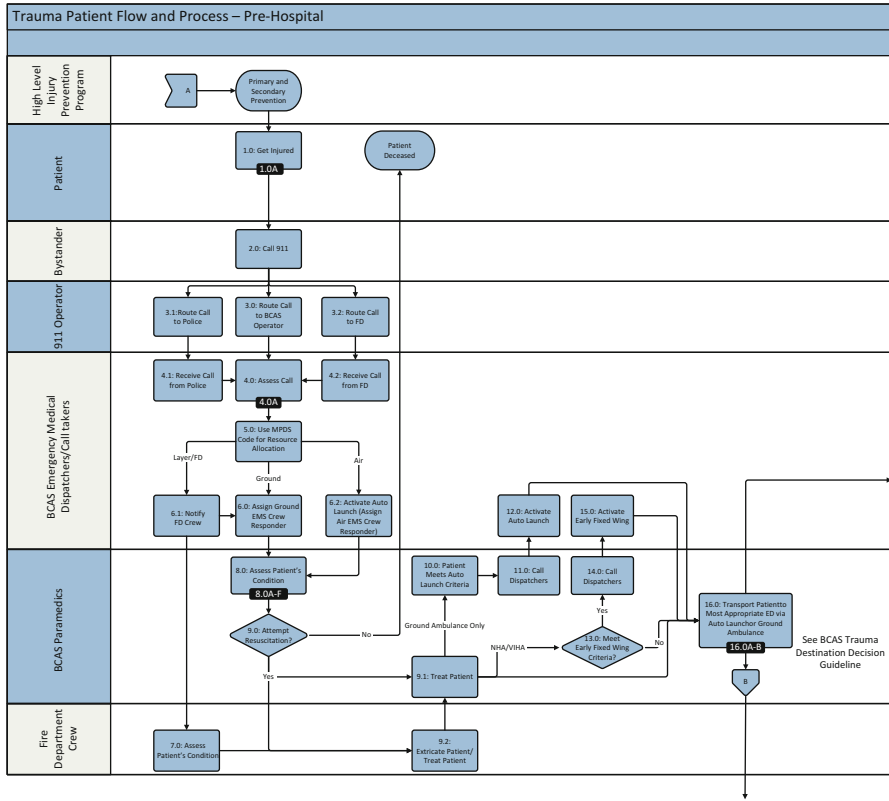 Trauma Patient Flow and Process – Pre-Hospital
High Level
Injury
Prevention
Program
A
Primary and
Secondary
Prevention
Patient
1.0: Get Injured
1.0A
Patient
Deceased
Bystander
2.0: Call 911
911 Operator
3.1:Route Call
to Police
3.0: Route Call
to BCAS
Operator
3.2: Route Call
to FD
BCAS Emergency Medical
Dispatchers/Call takers
4.1: Receive Call
from Police
4.0: Assess Call
4.0A
4.2: Receive Call
from FD
5.0: Use MPDS
Code for Resource
Allocation
Layer/FD
Ground
Air
6.1: Notify
FD Crew
6.0: Assign Ground
EMS Crew
Responder
6.2: Activate Auto
Launch (Assign
Air EMS Crew
Responder)
12.0: Activate
Auto Launch
15.0: Activate
Early Fixed Wing
BCAS Paramedics
8.0: Assess Patient's
Condition
8.0A-F
9.0: Attempt
Resuscitation?
No
Yes
10.0: Patient
Meets Auto
Launch Criteria
11.0: Call
Dispatchers
14.0: Call
Dispatchers
Ground Ambulance Only
Yes
NHA/VIHA
13.0: Meet
Early Fixed Wing
Criteria?
No
9.1: Treat Patient
16.0: Transport Patientto
Most Appropriate ED via
Auto Launchor Ground
Ambulance
16.0A-B
B
See BCAS Trauma
Destination Decision
Guideline
Fire
Department
Crew
7.0: Assess
Patient's Condition
9.2:
Extricate Patient/
Treat Patient